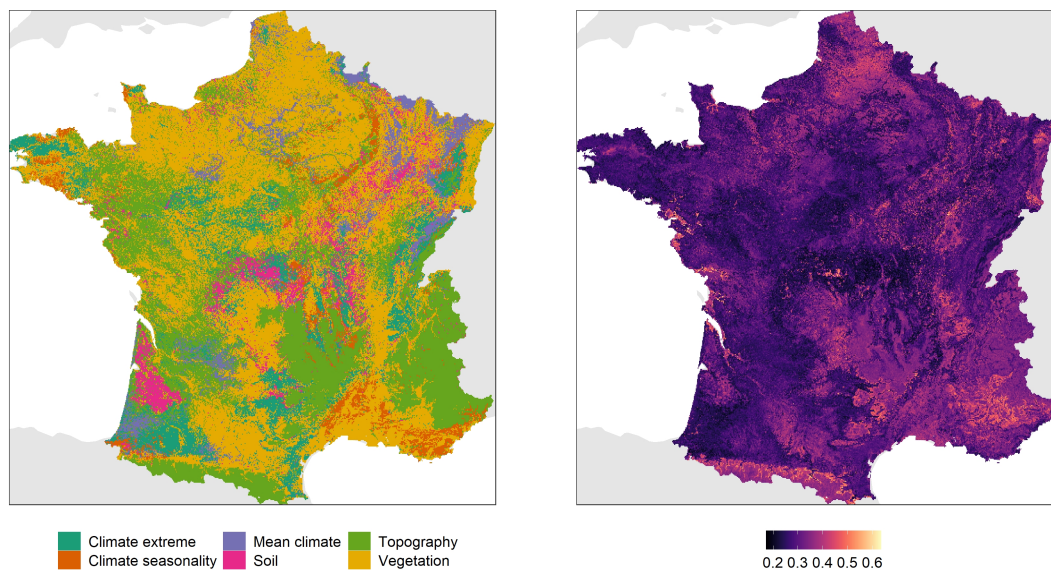 Climate extreme Mean climate Topography
Climate seasonality Soil Vegetation
0.2 0.3 0.4 0.5 0.6